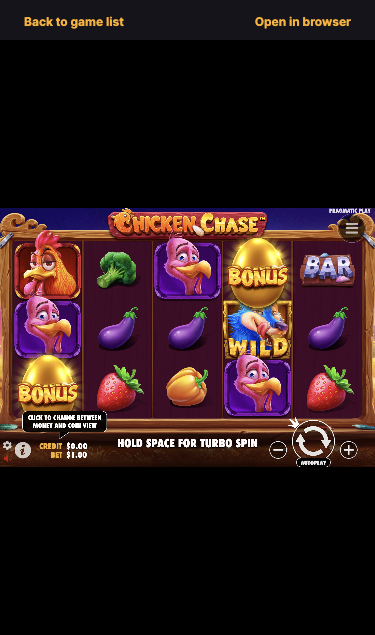 Back to game list
Open in browser
PRAGMATIC PLAY
CHICKEN CHASE™
BONUS
BAR
WILD
BONUS
CLICK TO CHANGE BETWEEN
MONEY AND COIN VIEW
CREDIT $0.00
BET $1.00
HOLD SPACE FOR TURBO SPIN
AUTOPLAY